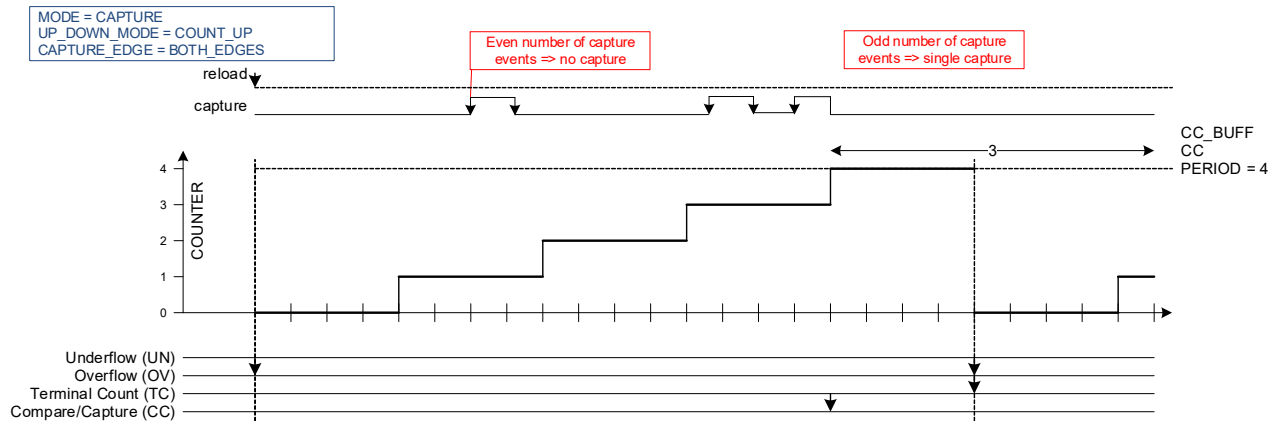 MODE = CAPTURE
UP_DOWN_MODE = COUNT_UP
CAPTURE_EDGE = BOTH_EDGES
Even number of capture
events => no capture
Odd number of capture
events => single capture
reload
capture
CC_BUFF
3
CC
PERIOD = 4
4
3
2
1
0
COUNTER
Underflow (UN)
Overflow (OV)
Terminal Count (TC)
Compare/Capture (CC)